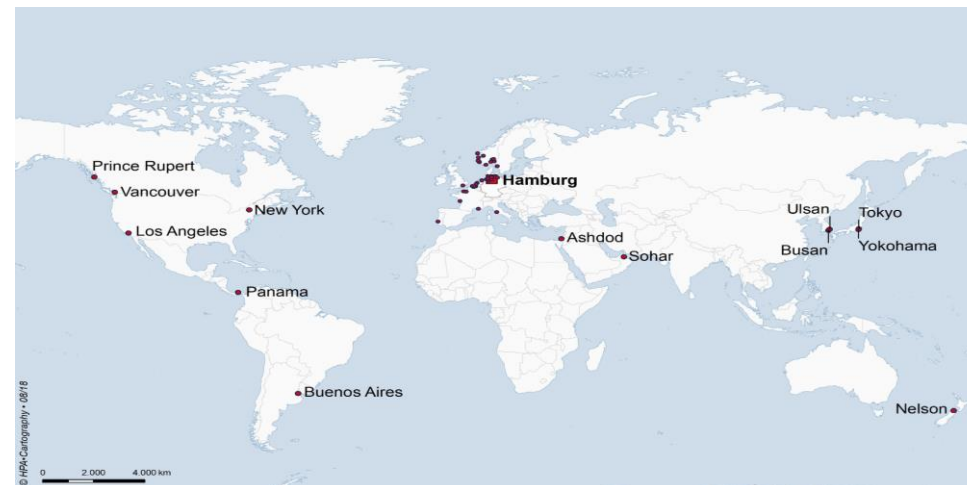 Prince Rupert
Vancouver
New York
Los Angeles
Panama
Buenos Aires
Hamburg
Ashdod
Sohar
Ulsan
Tokyo
Busan
Yokohama
Nelson
© HPA•Cartography • 08/18
0 2.000 4.000 km